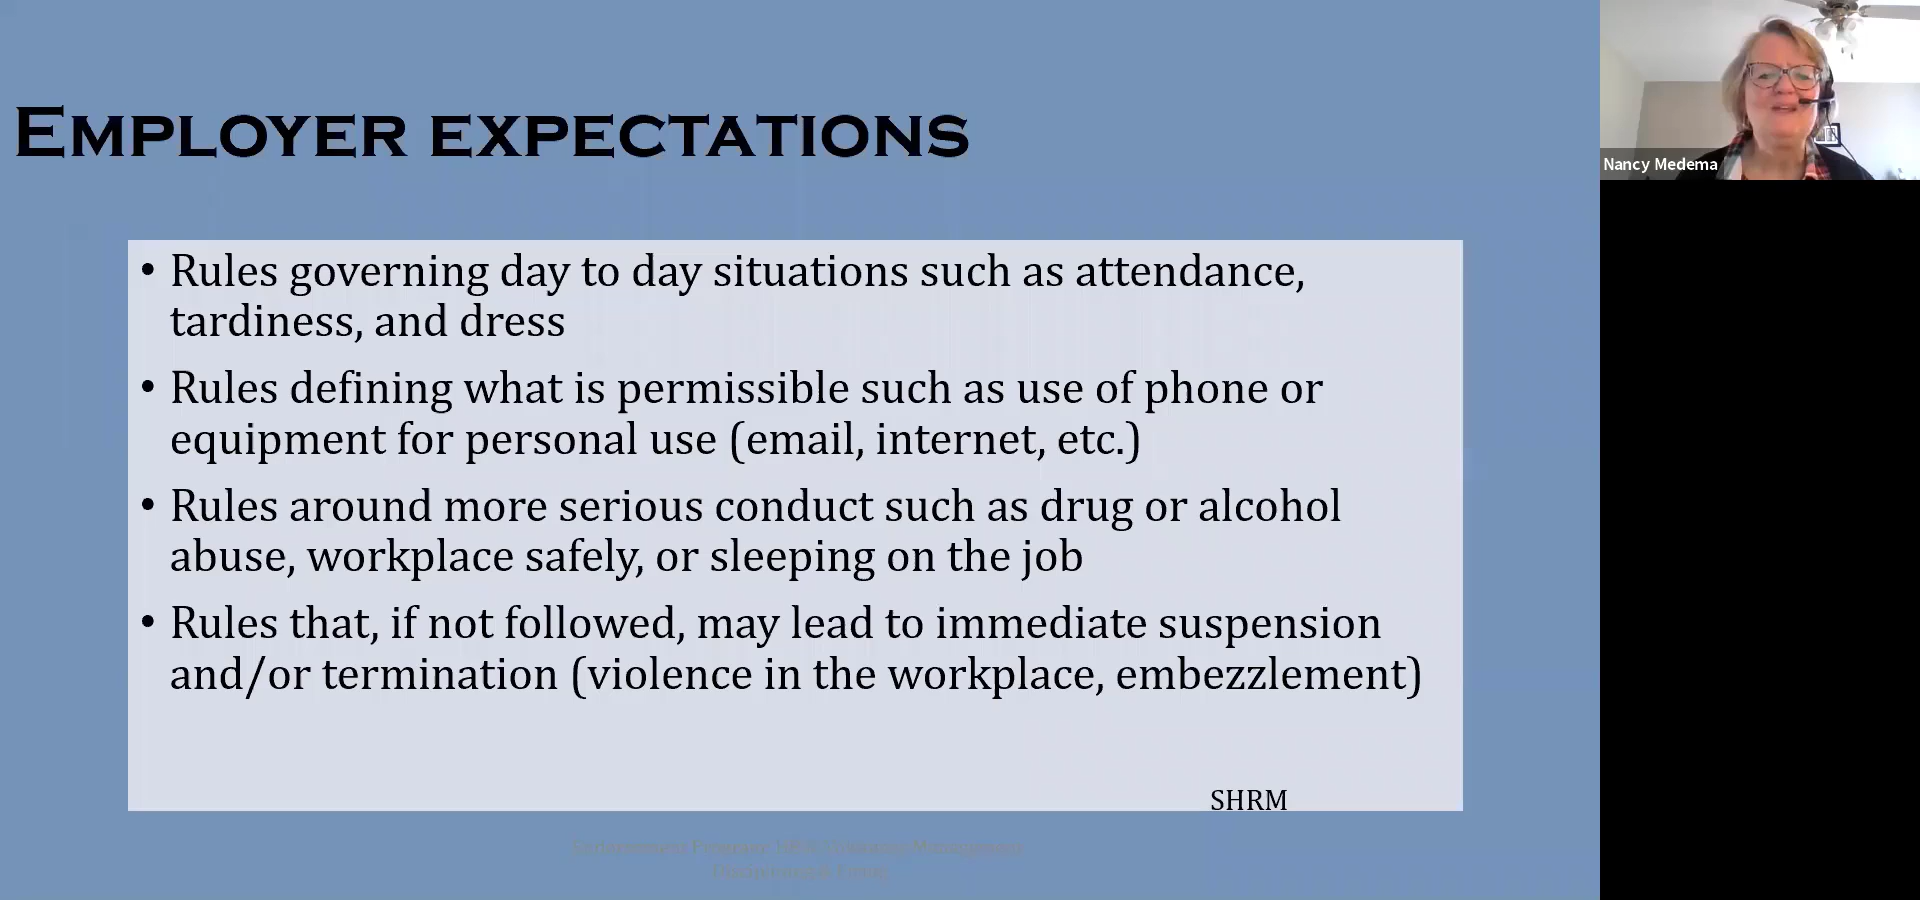 EMPLOYER EXPECTATIONS
• Rules governing day to day situations such as attendance,
tardiness, and dress
• Rules defining what is permissible such as use of phone or
equipment for personal use (email, internet, etc.)
• Rules around more serious conduct such as drug or alcohol
abuse, workplace safely, or sleeping on the job
• Rules that, if not followed, may lead to immediate suspension
and/or termination (violence in the workplace, embezzlement)
SHRM
Nancy Medema